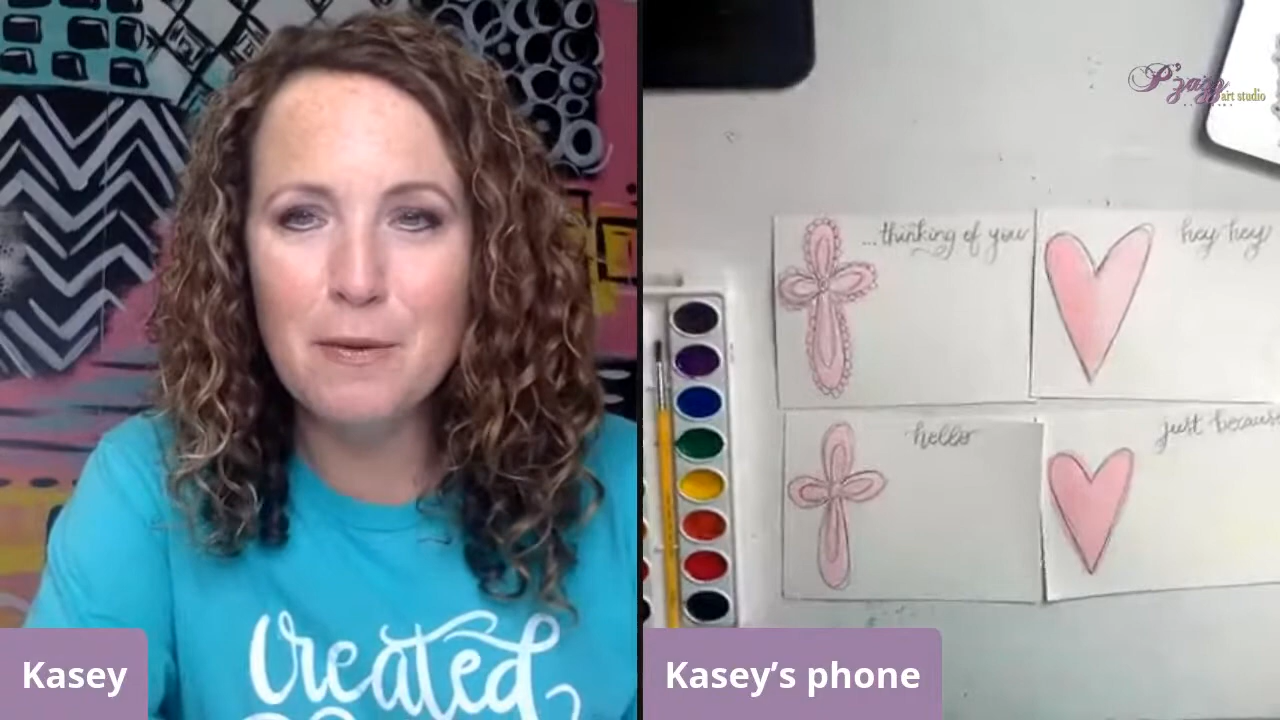 Created
Kasey
P'zazz
art studio
...thinking of you
hey hey
hello
just because
Kasey's phone